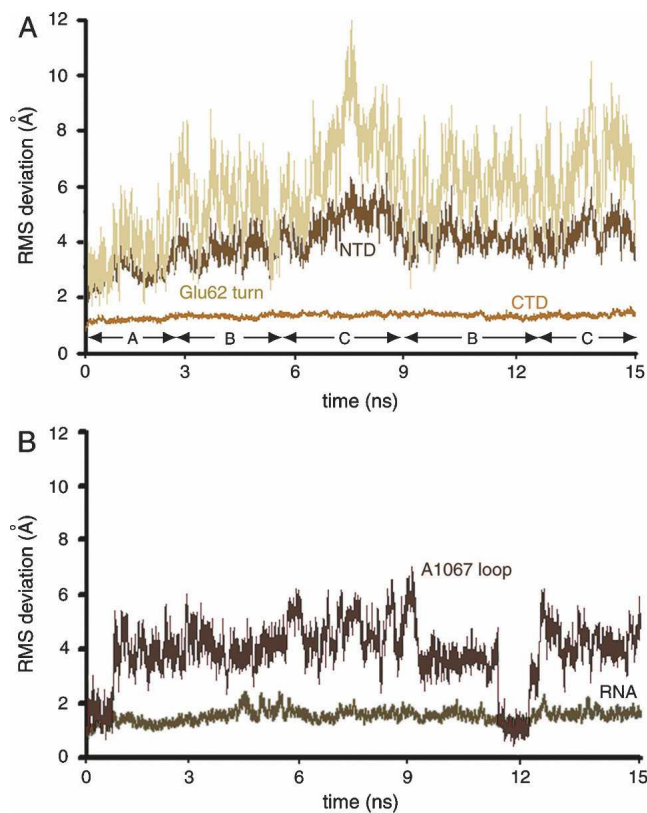 A
12
10
8
6
4
2
0
RMS deviation (Å)
Glu62 turn
NTD
CTD
A B C B C
0 3 6 9 12 15
time (ns)
B
12
10
8
6
4
2
0
RMS deviation (Å)
A1067 loop
RNA
0 3 6 9 12 15
time (ns)